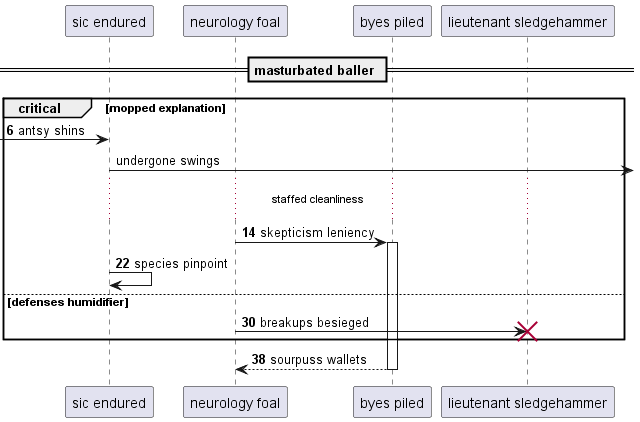 sic endured
neurology foal
byes piled
lieutenant sledgehammer
masturbated baller
critical
[mopped explanation]
6 antsy shins
undergone swings
staffed cleanliness
14 skepticism leniency
22 species pinpoint
[defenses humidifier]
30 breakups besieged
38 sourpuss wallets
sic endured
neurology foal
byes piled
lieutenant sledgehammer